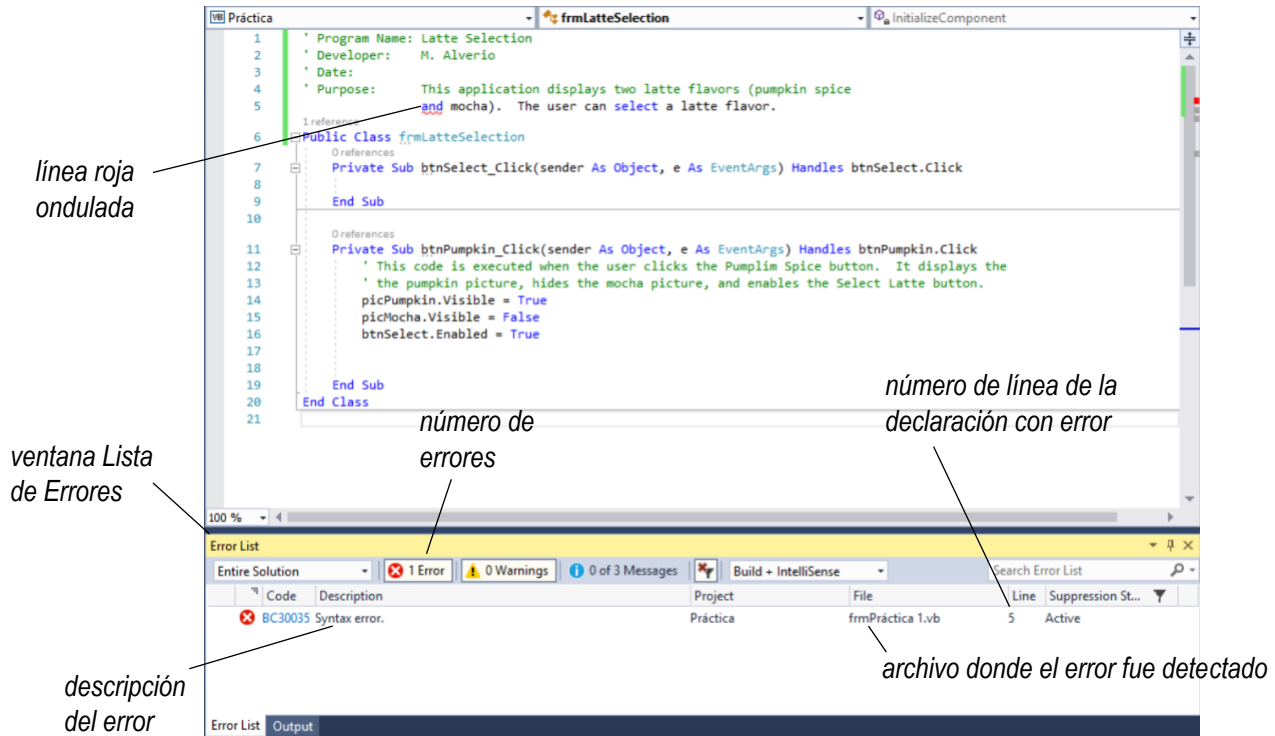 VB Práctica frmLatteSelection InitializeComponent
1 ' Program Name: Latte Selection
2 ' Developer: M. Alverio
3 ' Date:
4 ' Purpose: This application displays two latte flavors (pumpkin spice
5 and mocha). The user can select a latte flavor.
1 reference
6 Public Class frmLatteSelection
0 references
7 Private Sub btnSelect_Click(sender As Object, e As EventArgs) Handles btnSelect.Click
8
9 End Sub
10
0 references
11 Private Sub btnPumpkin_Click(sender As Object, e As EventArgs) Handles btnPumpkin.Click
12 ' This code is executed when the user clicks the Pumplim Spice button. It displays the
13 ' the pumpkin picture, hides the mocha picture, and enables the Select Latte button.
14 picPumpkin.Visible = True
15 picMocha.Visible = False
16 btnSelect.Enabled = True
17
18
19 End Sub
20 End Class
21
línea roja
ondulada
número de
errores
número de línea de la
declaración con error
ventana Lista
de Errores
100 %
Error List
Entire Solution 1 Error 0 Warnings 0 of 3 Messages Build + IntelliSense Search Error List
Code Description Project File Line Suppression St...
BC30035 Syntax error. Práctica frmPráctica 1.vb 5 Active
archivo donde el error fue detectado
descripción
del error
Error List Output